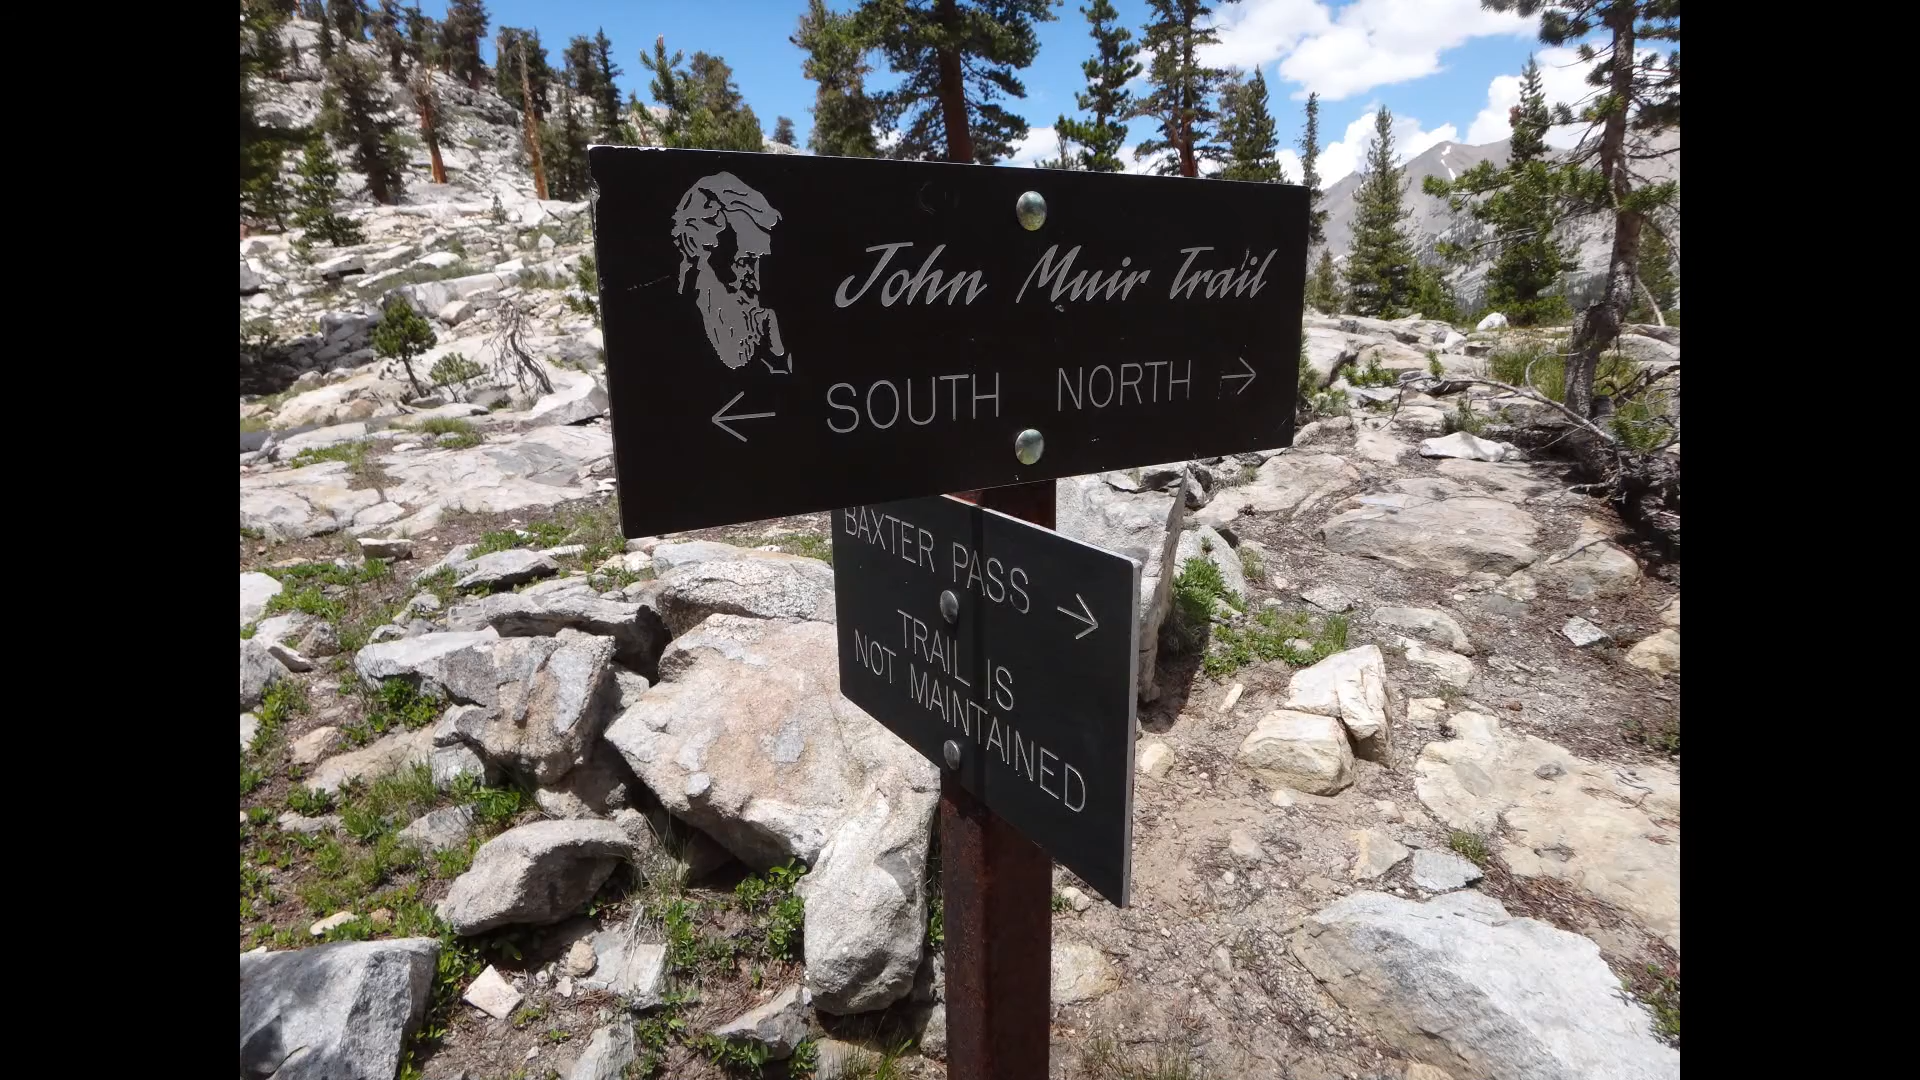 John Muir Trail
← SOUTH NORTH →
BAXTER PASS →
TRAIL IS
NOT MAINTAINED